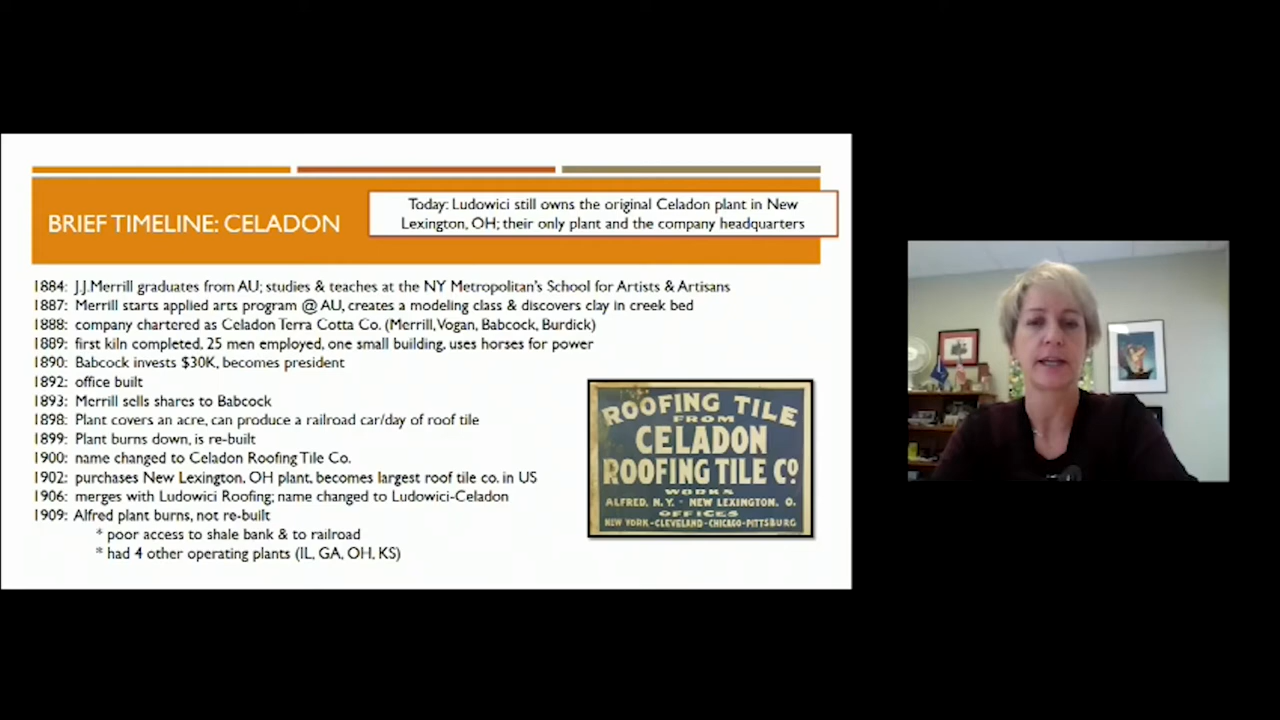 BRIEF TIMELINE: CELADON
Today: Ludowici still owns the original Celadon plant in New
Lexington, OH; their only plant and the company headquarters
1884: J.J.Merrill graduates from AU; studies & teaches at the NY Metropolitan's School for Artists & Artisans
1887: Merrill starts applied arts program @ AU, creates a modeling class & discovers clay in creek bed
1888: company chartered as Celadon Terra Cotta Co. (Merrill, Vogan, Babcock, Burdick)
1889: first kiln completed, 25 men employed, one small building, uses horses for power
1890: Babcock invests $30K, becomes president
1892: office built
1893: Merrill sells shares to Babcock
1898: Plant covers an acre, can produce a railroad car/day of roof tile
1899: Plant burns down, is re-built
1900: name changed to Celadon Roofing Tile Co.
1902: purchases New Lexington, OH plant, becomes largest roof tile co. in US
1906: merges with Ludowici Roofing; name changed to Ludowici-Celadon
1909: Alfred plant burns, not re-built
* poor access to shale bank & to railroad
* had 4 other operating plants (IL, GA, OH, KS)
ROOFING TILE
FROM
CELADON
ROOFING TILE CO.
WORKS
ALFRED, N.Y. - NEW LEXINGTON, O.
OFFICES
NEW YORK-CLEVELAND-CHICAGO-PITTSBURG